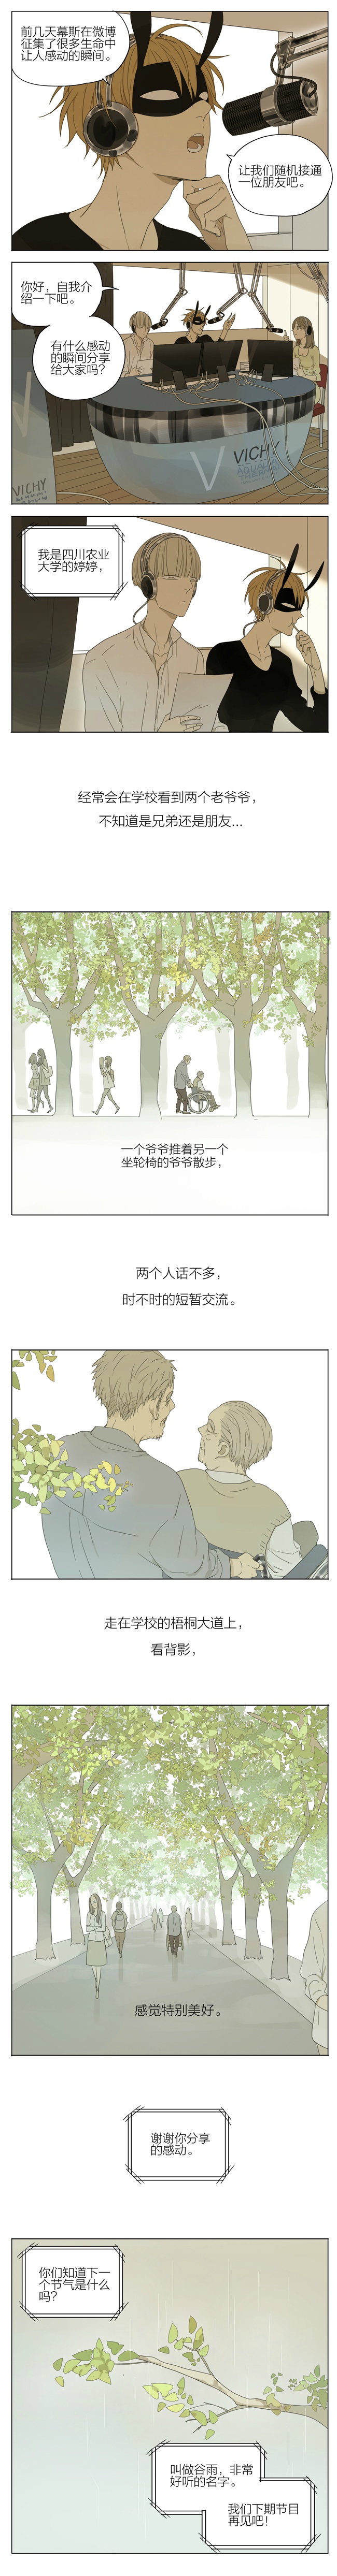 前几天幕斯在微博
征集了很多生命中
让人感动的瞬间。
让我们随机接通
一位朋友吧。
你好，自我介
绍一下吧。
有什么感动
的瞬间分享
给大家吗？
VICHY
VICHY
AQUALIA
THERMAL
我是四川农业
大学的婷婷，
经常会在学校看到两个老爷爷，
不知道是兄弟还是朋友...
一个爷爷推着另一个
坐轮椅的爷爷散步，
两个人话不多，
时不时的短暂交流。
走在学校的梧桐大道上，
看背影，
感觉特别美好。
谢谢你分享
的感动。
你们知道下一
个节气是什么
吗？
叫做谷雨，非常
好听的名字。
我们下期节目
再见吧！